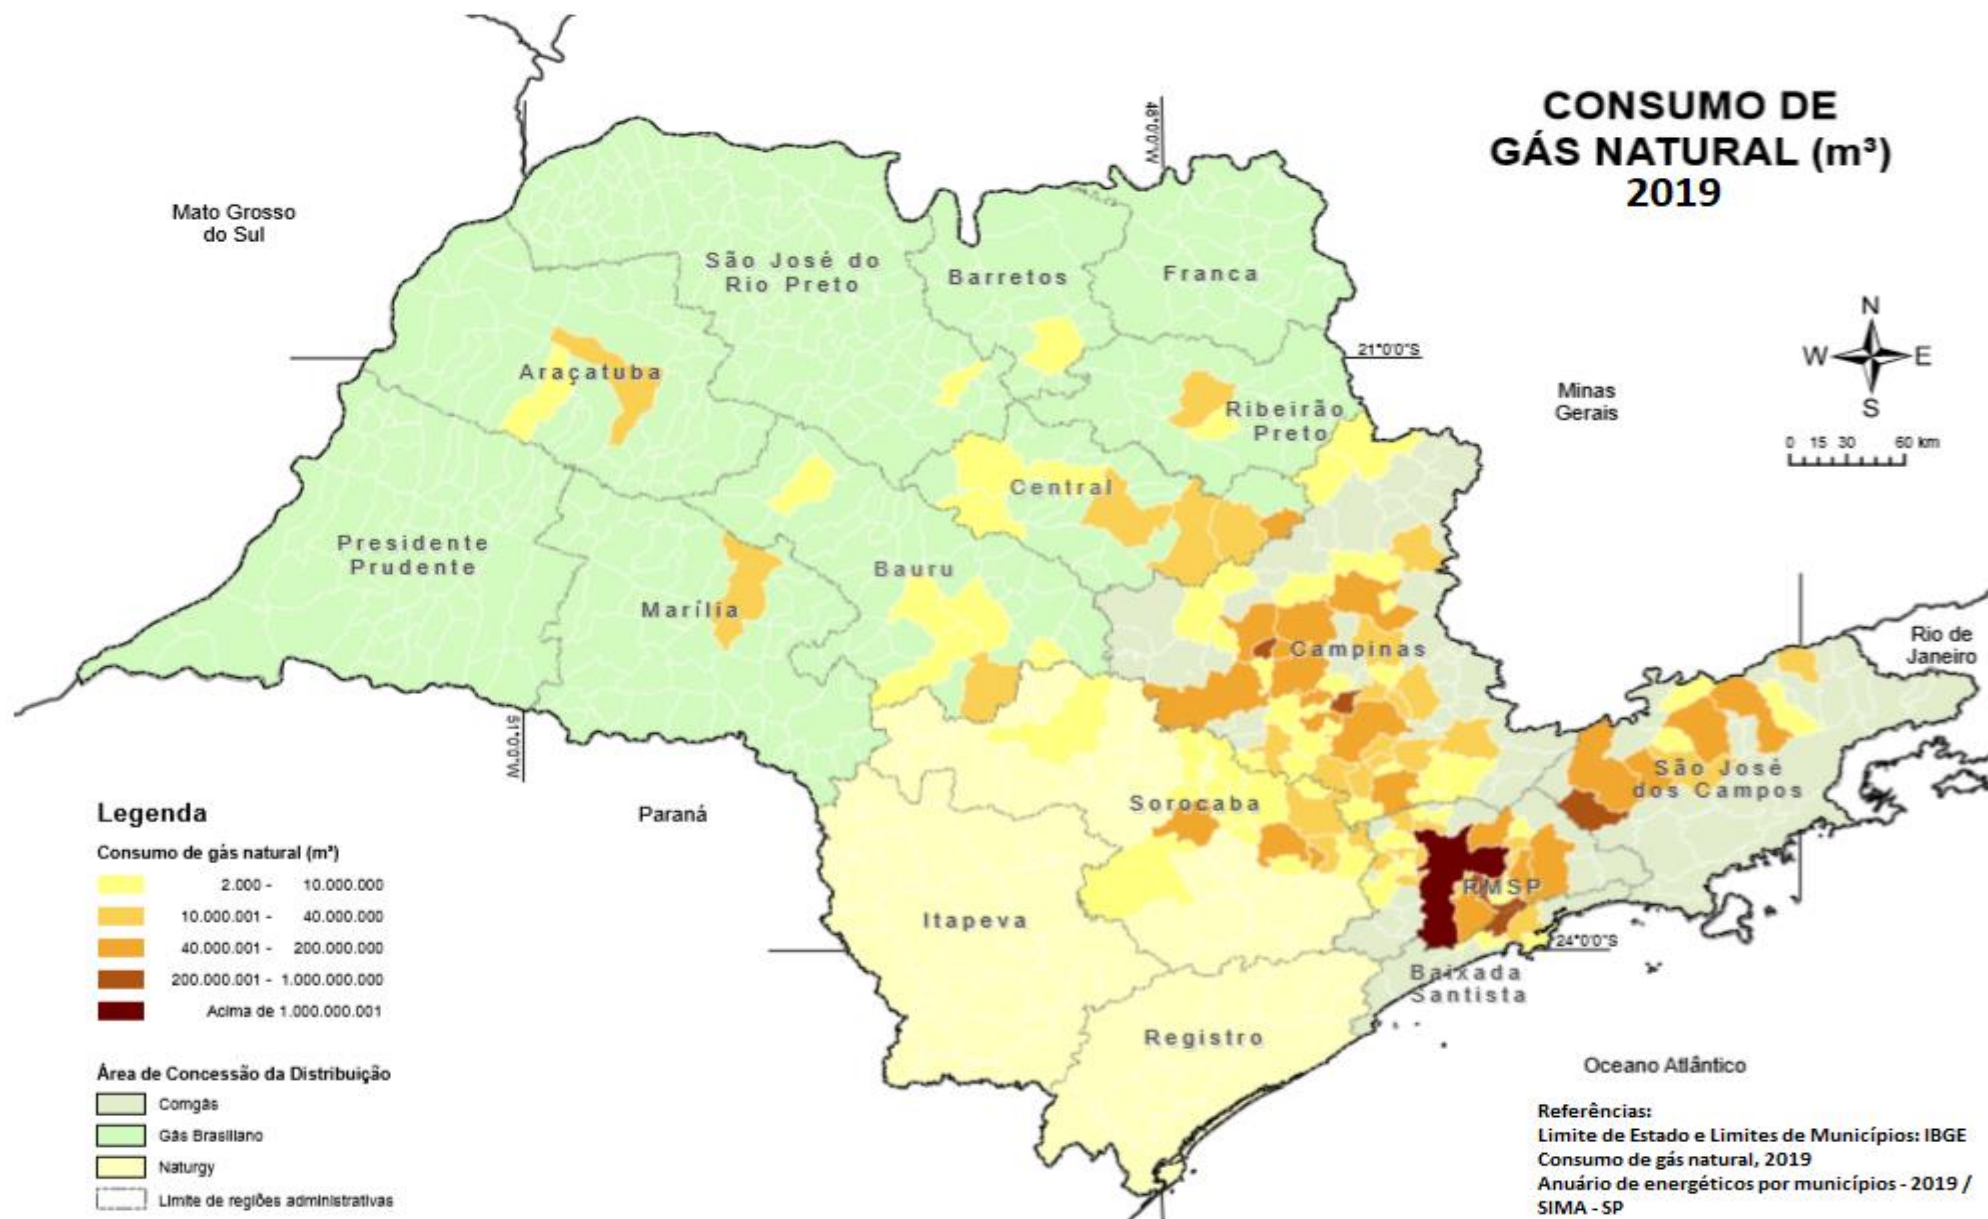 CONSUMO DE
GÁS NATURAL (m³)
2019
48°0'0"W
Mato Grosso
do Sul
São José do
Rio Preto
Barretos
Franca
N
W
E
S
21°0'0"S
Minas
Gerais
0 15 30 60 km
Araçatuba
Ribeirão
Preto
Central
Presidente
Prudente
Bauru
Marília
Campinas
Rio de
Janeiro
51°0'0"W
São José
dos Campos
Sorocaba
Paraná
RMSP
Itapeva
24°0'0"S
Baixada
Santista
Registro
Oceano Atlântico
Legenda
Consumo de gás natural (m³)
2.000 - 10.000.000
10.000.001 - 40.000.000
40.000.001 - 200.000.000
200.000.001 - 1.000.000.000
Acima de 1.000.000.001
Área de Concessão da Distribuição
Comgás
Gás Brasiliano
Naturgy
Limite de regiões administrativas
Referências:
Limite de Estado e Limites de Municípios: IBGE
Consumo de gás natural, 2019
Anuário de energéticos por municípios - 2019 /
SIMA - SP